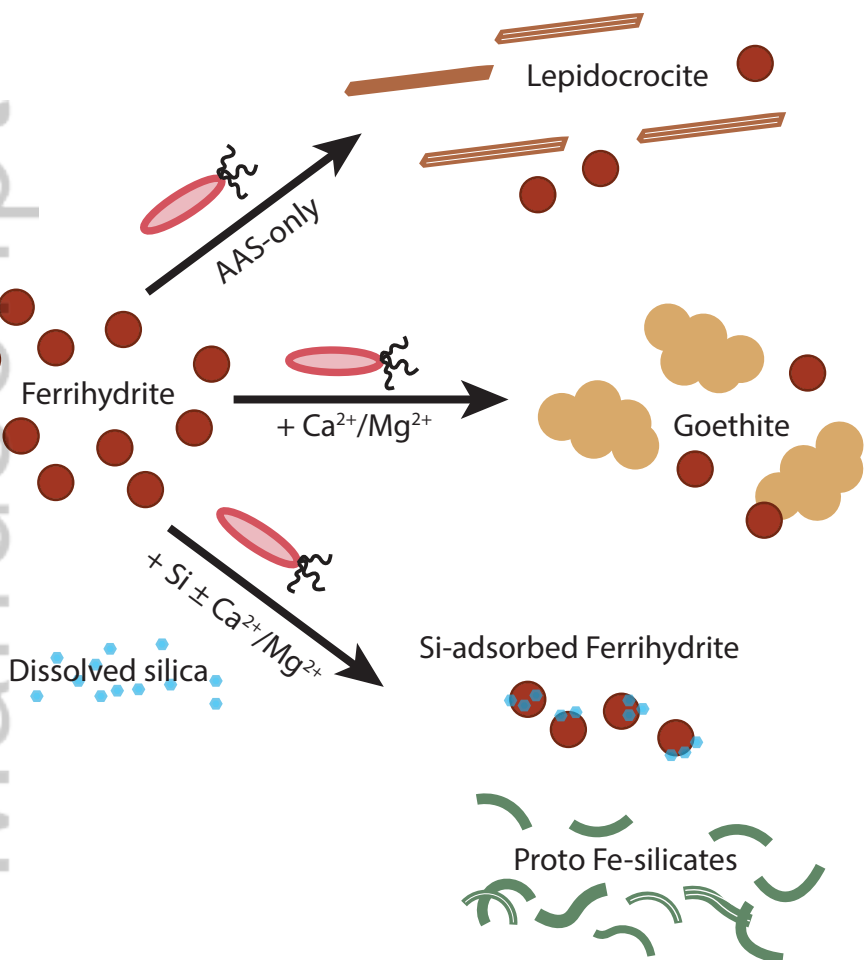 Lepidocrocite
AAS-only
Ferrihydrite
+ Ca²⁺/Mg²⁺
Goethite
+ Si ± Ca²⁺/Mg²⁺
Si-adsorbed Ferrihydrite
Dissolved silica
Proto Fe-silicates